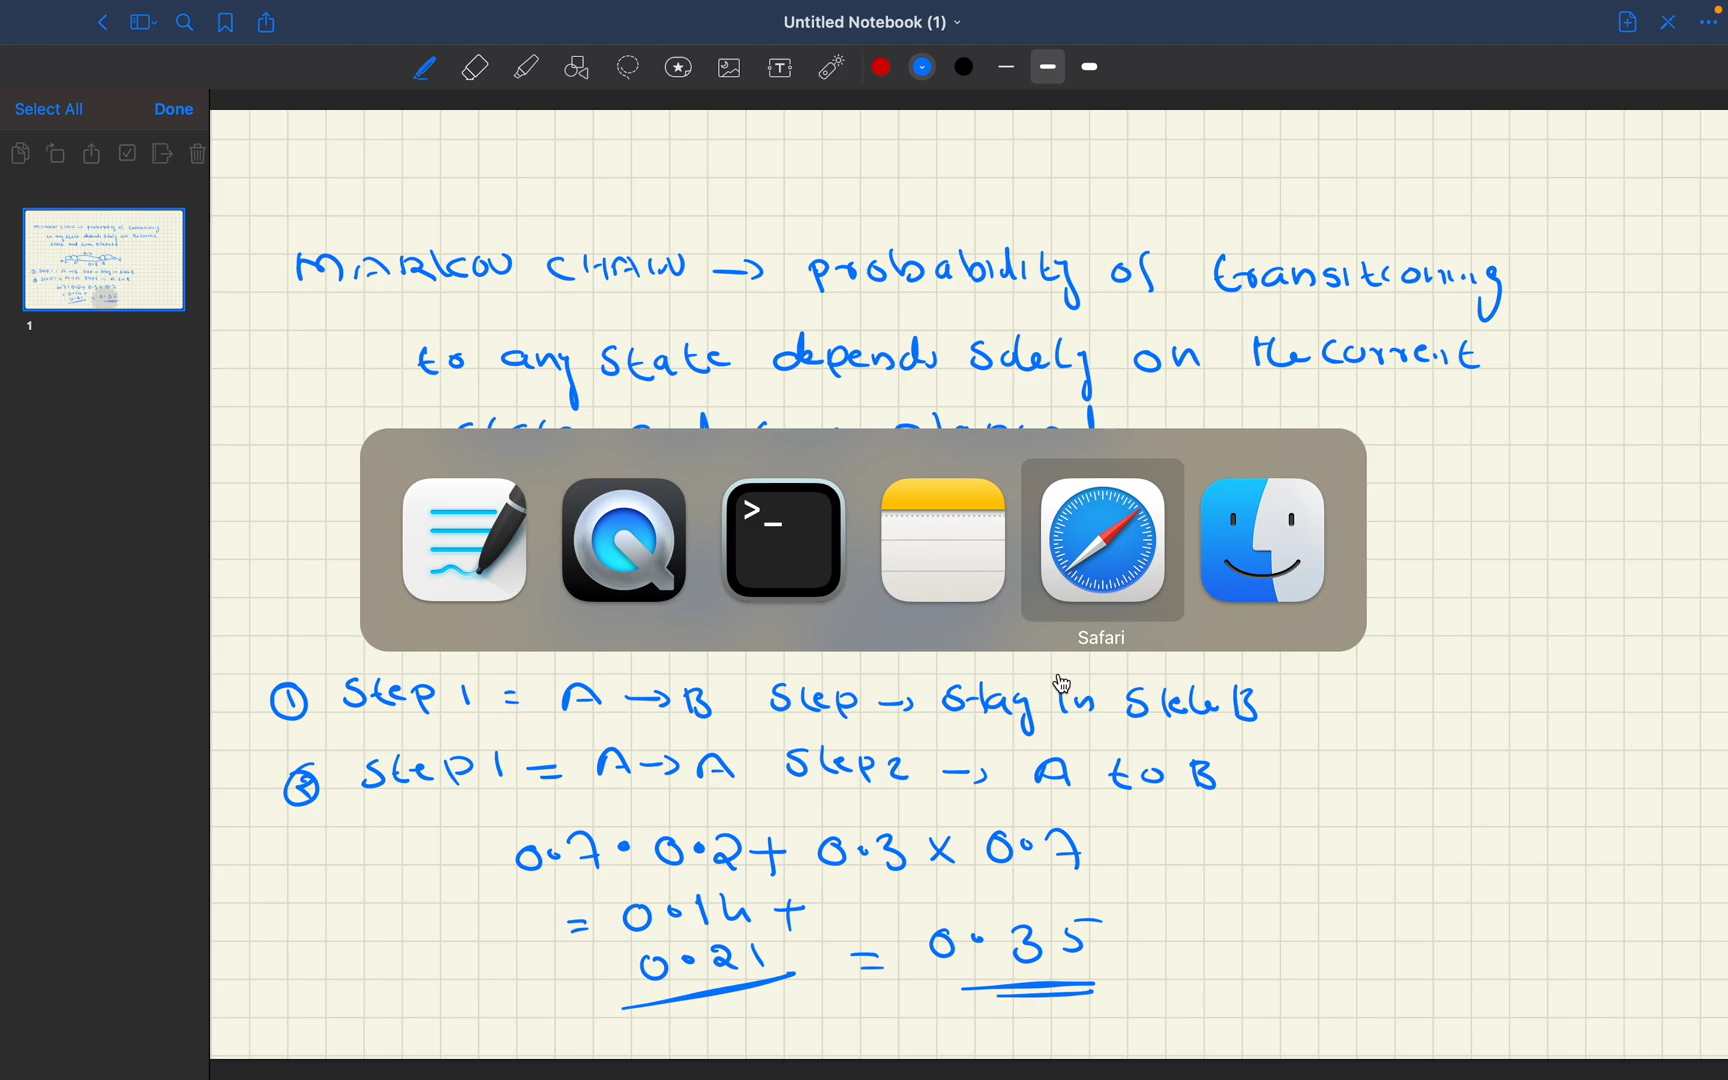 Untitled Notebook (1)
Select All
Done
1
MARKOV CHAIN → probability of transitioning
to any state depends solely on the current
Safari
① Step 1 = A → B Step → Stay in State B
② Step 1 = A → A Step 2 → A to B
0.7 · 0.2 + 0.3 × 0.7
= 0.14 +
0.21 = 0.35